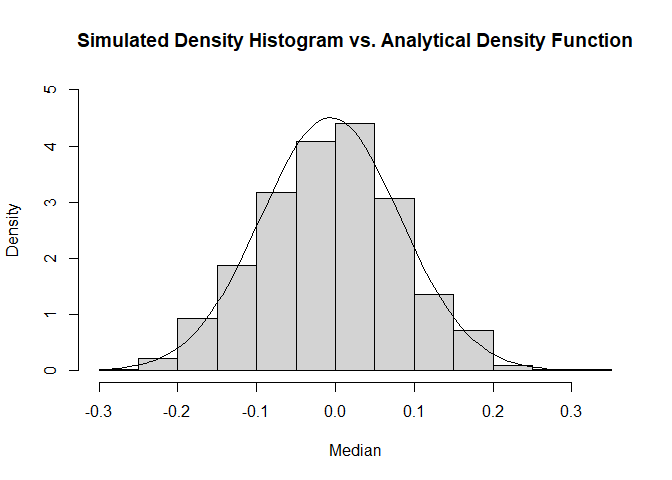 Simulated Density Histogram vs. Analytical Density Function
Density
5
4
3
2
1
0
-0.3 -0.2 -0.1 0.0 0.1 0.2 0.3
Median